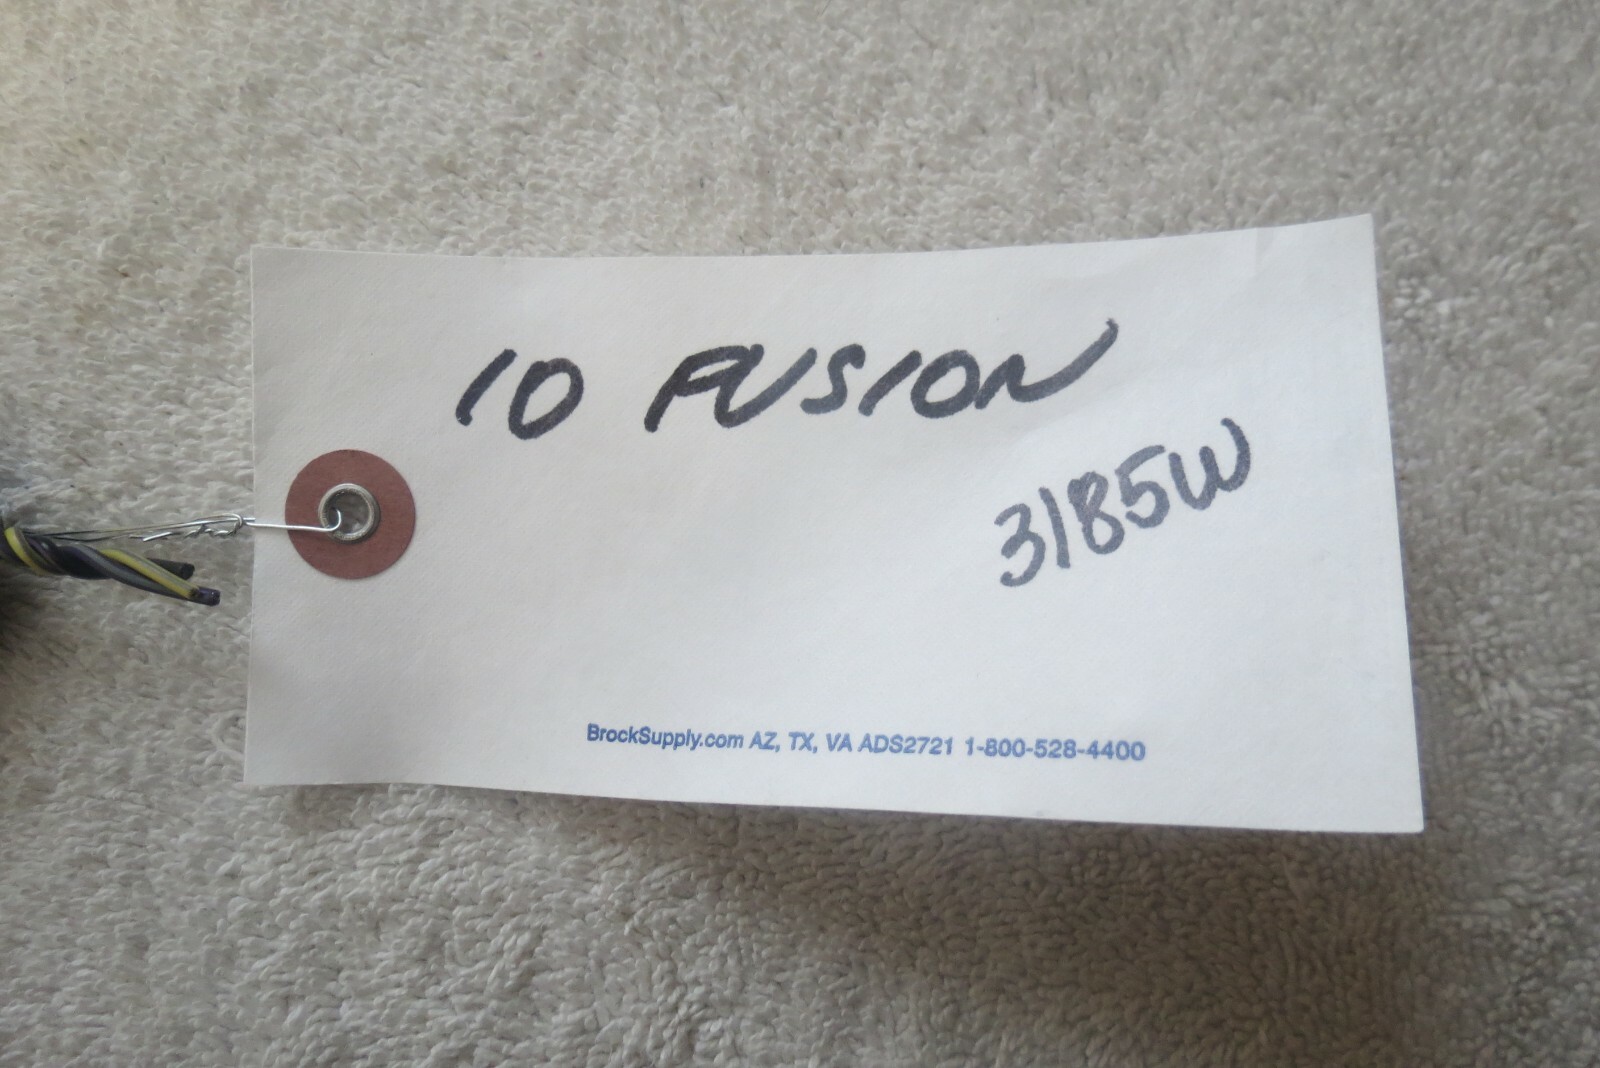 10 FUSION
3185W
BrockSupply.com AZ, TX, VA ADS2721 1-800-528-4400